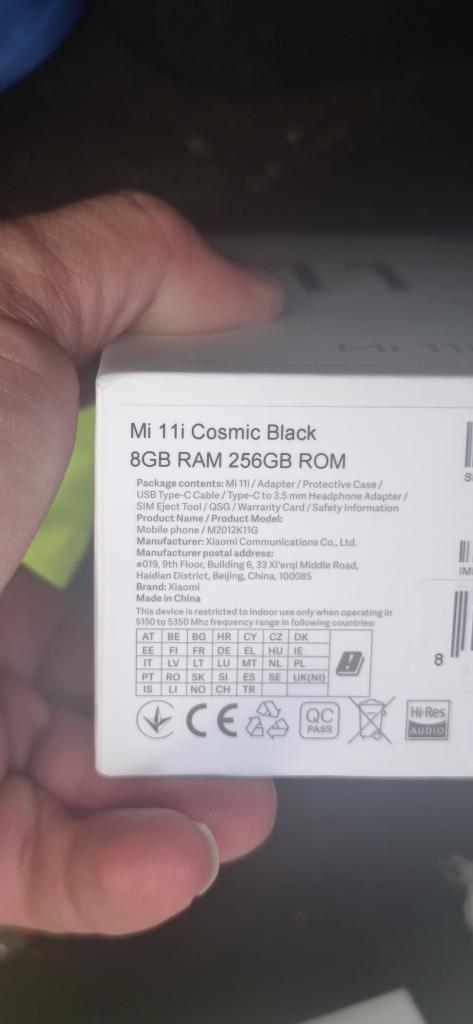 11
Mi 11i
Mi 11i Cosmic Black
8GB RAM 256GB ROM
Package contents: Mi 11i / Adapter / Protective Case /
USB Type-C Cable / Type-C to 3.5 mm Headphone Adapter /
SIM Eject Tool / QSG / Warranty Card / Safety Information
Product Name / Product Model:
Mobile phone / M2012K11G
Manufacturer: Xiaomi Communications Co., Ltd.
Manufacturer postal address:
#019, 9th Floor, Building 6, 33 Xi'erqi Middle Road,
Haidian District, Beijing, China, 100085
Brand: Xiaomi
Made in China
This device is restricted to indoor use only when operating in
5150 to 5350 Mhz frequency range in following countries:
AT BE BG HR CY CZ DK
EE FI FR DE EL HU IE
IT LV LT LU MT NL PL
PT RO SK SI ES SE UK(NI)
IS LI NO CH TR
CE
QC
PASS
Hi-Res
AUDIO
8